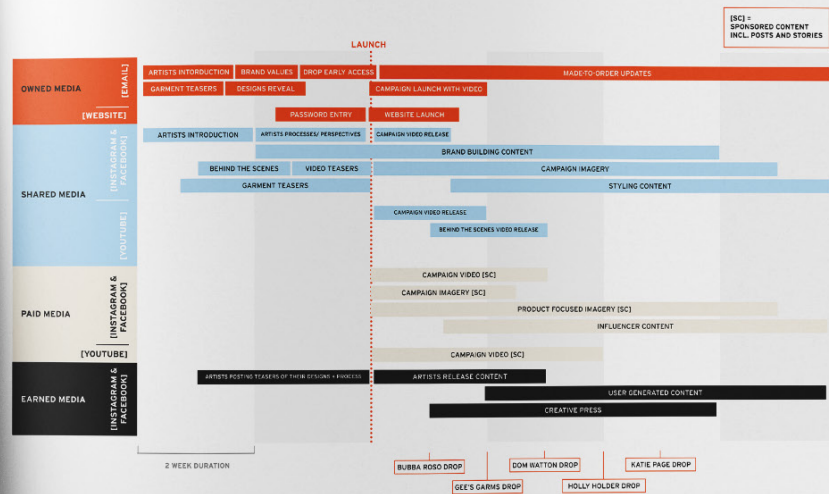 [SC] =
SPONSORED CONTENT
INCL. POSTS AND STORIES
LAUNCH
OWNED MEDIA
[EMAIL]
ARTISTS INTORDUCTION
BRAND VALUES
DROP EARLY ACCESS
MADE-TO-ORDER UPDATES
GARMENT TEASERS
DESIGNS REVEAL
CAMPAIGN LAUNCH WITH VIDEO
[WEBSITE]
PASSWORD ENTRY
WEBSITE LAUNCH
SHARED MEDIA
[INSTAGRAM &
FACEBOOK]
ARTISTS INTRODUCTION
ARTISTS PROCESSES/ PERSPECTIVES
CAMPAIGN VIDEO RELEASE
BRAND BUILDING CONTENT
BEHIND THE SCENES
VIDEO TEASERS
CAMPAIGN IMAGERY
GARMENT TEASERS
STYLING CONTENT
[YOUTUBE]
CAMPAIGN VIDEO RELEASE
BEHIND THE SCENES VIDEO RELEASE
PAID MEDIA
[INSTAGRAM &
FACEBOOK]
CAMPAIGN VIDEO [SC]
CAMPAIGN IMAGERY [SC]
PRODUCT FOCUSED IMAGERY [SC]
INFLUENCER CONTENT
[YOUTUBE]
CAMPAIGN VIDEO [SC]
EARNED MEDIA
[INSTAGRAM &
FACEBOOK]
ARTISTS POSTING TEASERS OF THEIR DESIGNS + PROCESS
ARTISTS RELEASE CONTENT
USER GENERATED CONTENT
CREATIVE PRESS
2 WEEK DURATION
BUBBA ROSO DROP
DOM WATTON DROP
KATIE PAGE DROP
GEE'S GARMS DROP
HOLLY HOLDER DROP